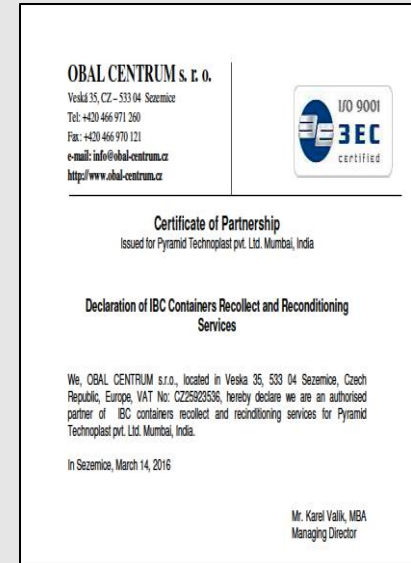 OBAL CENTRUM s. r. o.
Veská 35, CZ – 533 04 Sezemice
Tel: +420 466 971 260
Fax: +420 466 970 121
e-mail: info@obal-centrum.cz
http://www.obal-centrum.cz
I/O 9001
3EC
certified
Certificate of Partnership
Issued for Pyramid Technoplast pvt. Ltd. Mumbai, India
Declaration of IBC Containers Recollect and Reconditioning
Services
We, OBAL CENTRUM s.r.o., located in Veska 35, 533 04 Sezemice, Czech
Republic, Europe, VAT No: CZ25923536, hereby declare we are an authorised
partner of IBC containers recollect and recinditioning services for Pyramid
Technoplast pvt. Ltd. Mumbai, India.
In Sezemice, March 14, 2016
Mr. Karel Valik, MBA
Managing Director